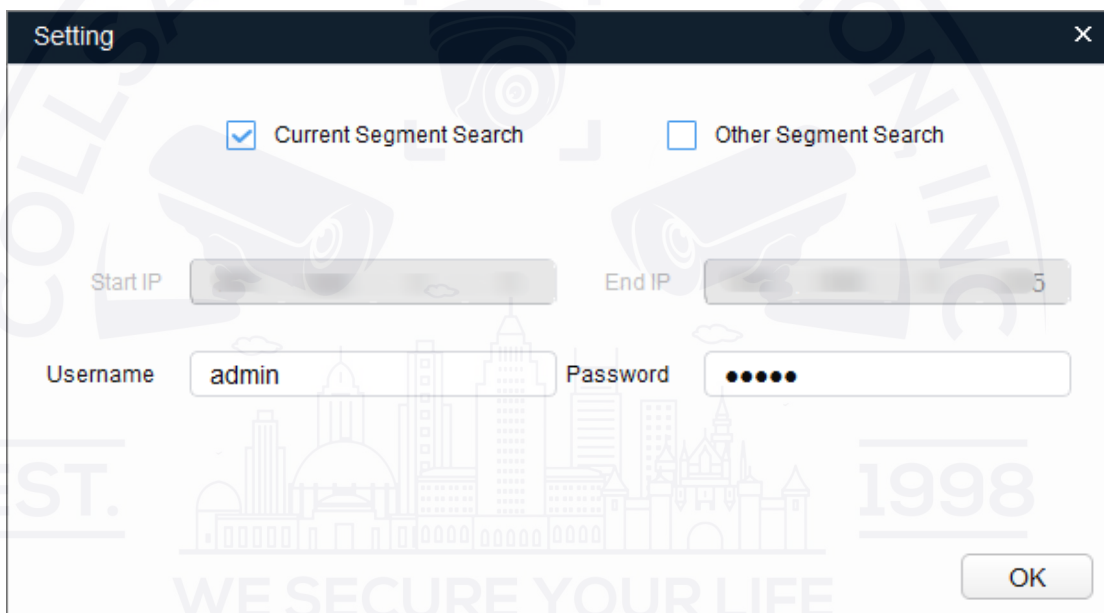 Setting
Current Segment Search
Other Segment Search
Start IP
End IP
5
Username
admin
Password
•••••
EST.
1998
WE SECURE YOUR LIFE
OK